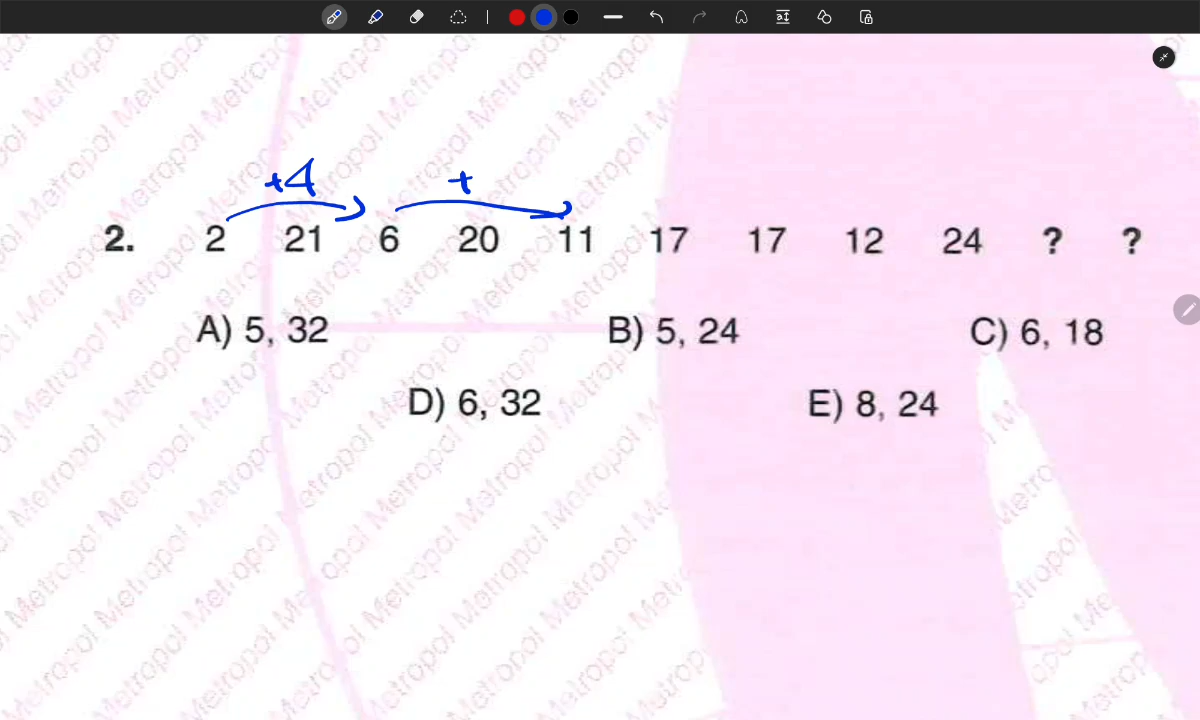 +4 +
2. 2 21 6 20 11 17 17 12 24 ? ?
A) 5, 32 B) 5, 24 C) 6, 18
D) 6, 32 E) 8, 24
Metropol